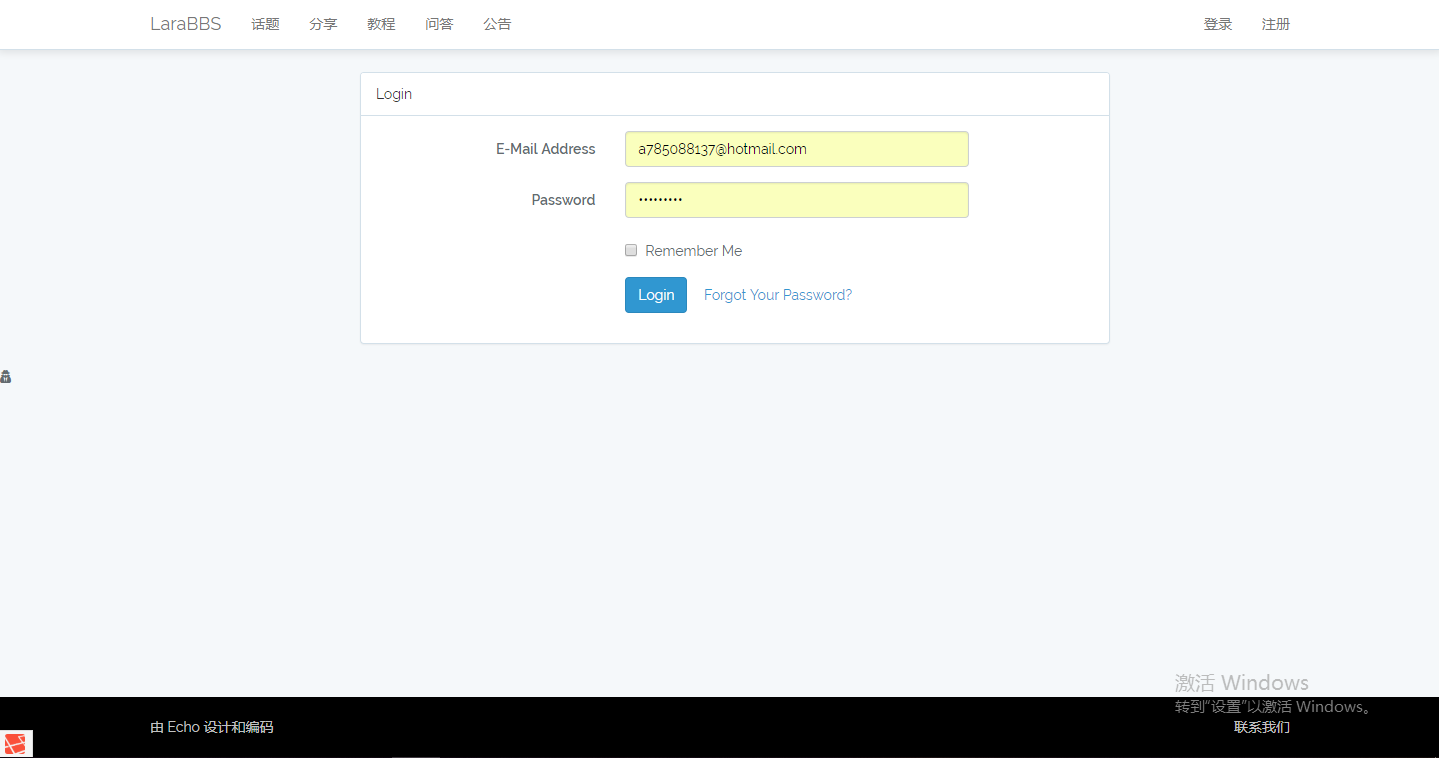 LaraBBS 话题 分享 教程 问答 公告 登录 注册
Login
E-Mail Address a785088137@hotmail.com
Password •••••••••
Remember Me
Login Forgot Your Password?
激活 Windows
转到“设置”以激活 Windows。
由 Echo 设计和编码 联系我们